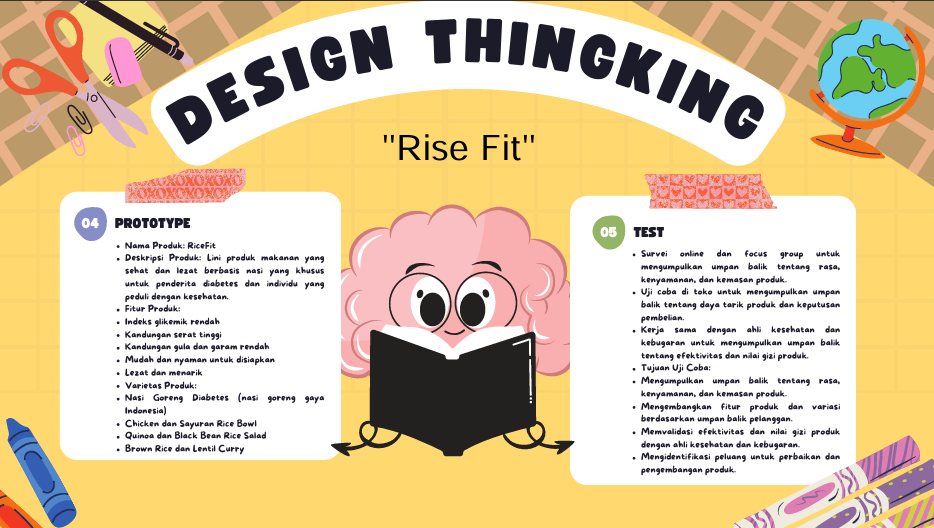 DESIGN THINGKING
"Rise Fit"
04 PROTOTYPE
• Nama Produk: RiceFit
• Deskripsi Produk: Lini produk makanan yang
sehat dan lezat berbasis nasi yang khusus
untuk penderita diabetes dan individu yang
peduli dengan kesehatan.
• Fitur Produk:
• Indeks glikemik rendah
• Kandungan serat tinggi
• Kandungan gula dan garam rendah
• Mudah dan nyaman untuk disiapkan
• Lezat dan menarik
• Varietas Produk:
• Nasi Goreng Diabetes (nasi goreng gaya
Indonesia)
• Chicken dan Sayuran Rice Bowl
• Quinoa dan Black Bean Rice Salad
• Brown Rice dan Lentil Curry
05 TEST
• Survei online dan focus group untuk
mengumpulkan umpan balik tentang rasa,
kenyamanan, dan kemasan produk.
• Uji coba di toko untuk mengumpulkan umpan
balik tentang daya tarik produk dan keputusan
pembelian.
• Kerja sama dengan ahli kesehatan dan
kebugaran untuk mengumpulkan umpan balik
tentang efektivitas dan nilai gizi produk.
• Tujuan Uji Coba:
• Mengumpulkan umpan balik tentang rasa,
kenyamanan, dan kemasan produk.
• Mengembangkan fitur produk dan variasi
berdasarkan umpan balik pelanggan.
• Memvalidasi efektivitas dan nilai gizi produk
dengan ahli kesehatan dan kebugaran.
• Mengidentifikasi peluang untuk perbaikan dan
pengembangan produk.